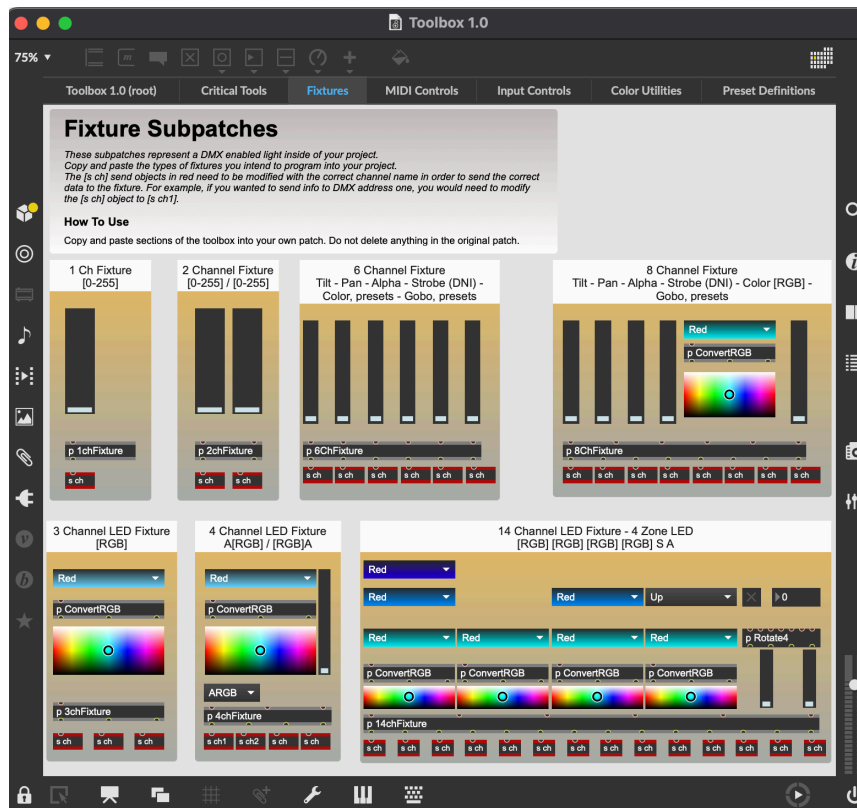 Toolbox 1.0
75%
Toolbox 1.0 (root) Critical Tools Fixtures MIDI Controls Input Controls Color Utilities Preset Definitions
Fixture Subpatches
These subpatches represent a DMX enabled light inside of your project.
Copy and paste the types of fixtures you intend to program into your project.
The [s ch] send objects in red need to be modified with the correct channel name in order to send the correct
data to the fixture. For example, if you wanted to send info to DMX address one, you would need to modify
the [s ch] object to [s ch1].
How To Use
Copy and paste sections of the toolbox into your own patch. Do not delete anything in the original patch.
1 Ch Fixture
[0-255]
p 1chFixture
s ch
2 Channel Fixture
[0-255] / [0-255]
p 2chFixture
s ch s ch
6 Channel Fixture
Tilt - Pan - Alpha - Strobe (DNI) -
Color, presets - Gobo, presets
p 6ChFixture
s ch s ch s ch s ch s ch s ch
8 Channel Fixture
Tilt - Pan - Alpha - Strobe (DNI) - Color [RGB] -
Gobo, presets
Red
p ConvertRGB
p 8ChFixture
s ch s ch s ch s ch s ch s ch s ch s ch
3 Channel LED Fixture
[RGB]
Red
p ConvertRGB
p 3chFixture
s ch s ch s ch
4 Channel LED Fixture
A[RGB] / [RGB]A
Red
p ConvertRGB
ARGB
p 4chFixture
s ch1 s ch2 s ch s ch
14 Channel LED Fixture - 4 Zone LED
[RGB] [RGB] [RGB] [RGB] S A
Red
Red Red Up 0
Red Red Red Red p Rotate4
p ConvertRGB p ConvertRGB p ConvertRGB p ConvertRGB
p 14chFixture
s ch s ch s ch s ch s ch s ch s ch s ch s ch s ch s ch s ch s ch s ch